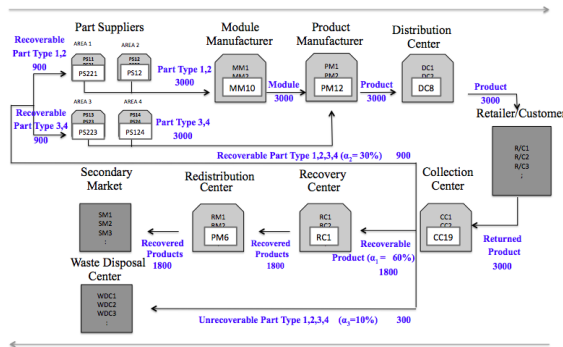 Part Suppliers
Module
Manufacturer
Product
Manufacturer
Distribution
Center
Recoverable
Part Type 1,2
900
AREA 1
AREA 2
PS11
PS221
PS12
PS12
Part Type 1,2
3000
MM1
MM2
MM10
Module
3000
PM1
PM2
PM12
Product
3000
DC1
DC2
DC8
Product
3000
Retailer/Customer
R/C1
R/C2
R/C3
:
Recoverable
Part Type 3,4
900
AREA 3
AREA 4
PS13
PS223
PS14
PS124
Part Type 3,4
3000
Recoverable Part Type 1,2,3,4 (α₂= 30%) 900
Secondary
Market
Redistribution
Center
Recovery
Center
Collection
Center
SM1
SM2
SM3
:
Recovered
Products
1800
RM1
PM6
Recovered
Products
1800
RC1
RC2
RC1
Recoverable
Product (α₁ = 60%)
1800
CC1
CC2
CC19
Returned
Product
3000
Waste Disposal
Center
WDC1
WDC2
WDC3
:
Unrecoverable Part Type 1,2,3,4 (α₃=10%) 300